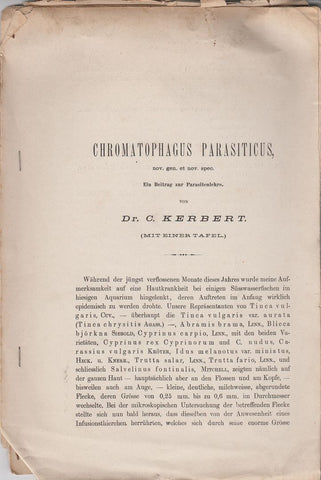 CHROMATOPHAGUS PARASITICUS,
nov. gen. et nov. spec.
Ein Beitrag zur Parasitenlehre.
VON
Dr. C. KERBERT.
(MIT EINER TAFEL.)
Während der jüngst verflossenen Monate dieses Jahres wurde meine Auf-
merksamkeit auf eine Hautkrankheit bei einigen Süsswasserfischen im
hiesigen Aquarium hingelenkt, deren Auftreten im Anfang wirklich
epidemisch zu werden drohte. Unsere Repräsentanten von Tinca vul-
garis, CUV., — überhaupt die Tinca vulgaris var. aurata
(Tinca chrysitis AGASS.) —, Abramis brama, LINN., Blicca
björkna SIEBOLD, Cyprinus carpio, LINN., mit den beiden Va-
rietäten, Cyprinus rex Cyprinorum und C. nudus, Ca-
rassius vulgaris KRÖYER, Idus melanotus var. miniatus,
HECK. u. KNERR., Trutta salar, LINN., Trutta fario, LINN., und
schliesslich Salvelinus fontinalis, MITCHELL, zeigten nämlich auf
der ganzen Haut — hauptsächlich aber an den Flossen und am Kopfe, —
bisweilen auch am Auge, — kleine, deutliche, milchweisse, abgerundete
Flecke, deren Grösse von 0,25 mm. bis zu 0,6 mm. im Durchmesser
wechselte. Bei der mikroskopischen Untersuchung der betreffenden Flecke
stellte sich nun bald heraus, dass dieselben von der Anwesenheit eines
Infusionsthierchen herrührten, welches sich durch seine enorme Grösse